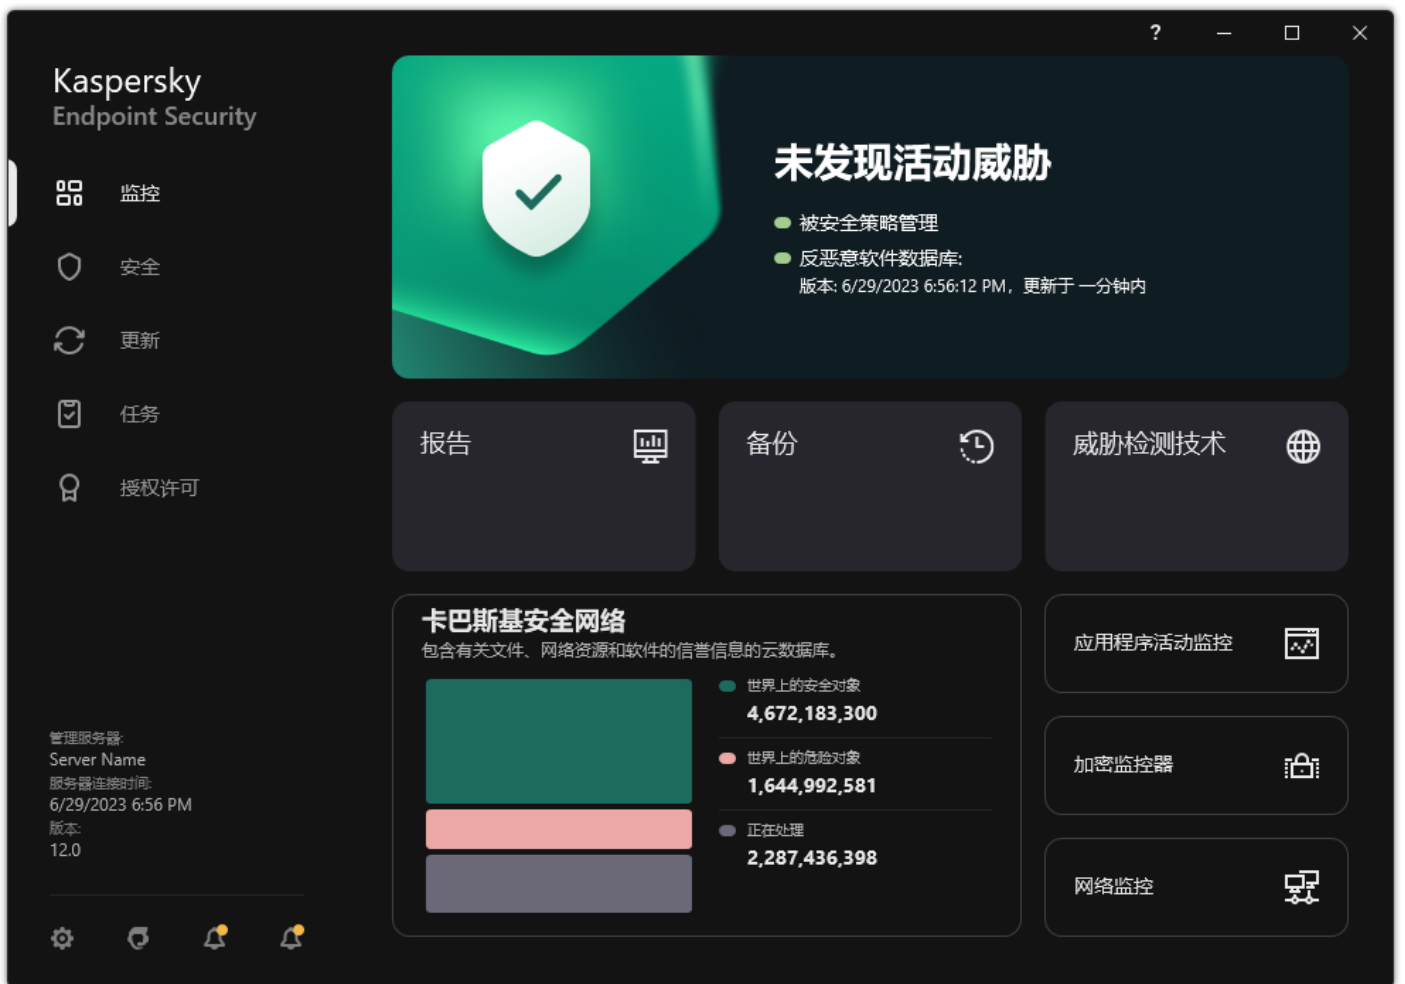 ?
Kaspersky
Endpoint Security
监控
安全
更新
任务
授权许可
管理服务器:
Server Name
服务器连接时间:
6/29/2023 6:56 PM
版本:
12.0
未发现活动威胁
被安全策略管理
反恶意软件数据库:
版本: 6/29/2023 6:56:12 PM，更新于 一分钟内
报告
备份
威胁检测技术
卡巴斯基安全网络
包含有关文件、网络资源和软件的信誉信息的云数据库。
世界上的安全对象
4,672,183,300
世界上的危险对象
1,644,992,581
正在处理
2,287,436,398
应用程序活动监控
加密监控器
网络监控